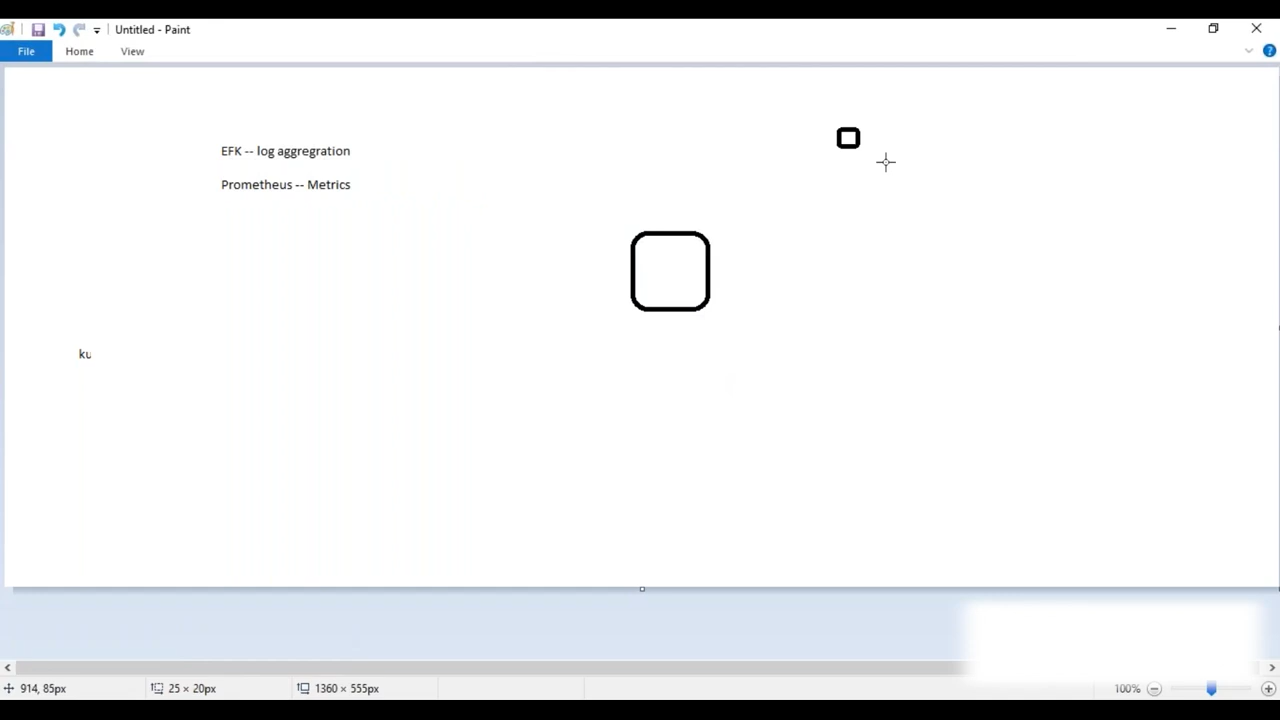 Untitled - Paint
File Home View
EFK -- log aggregration
Prometheus -- Metrics
ku
914, 85px 25 × 20px 1360 × 555px 100%